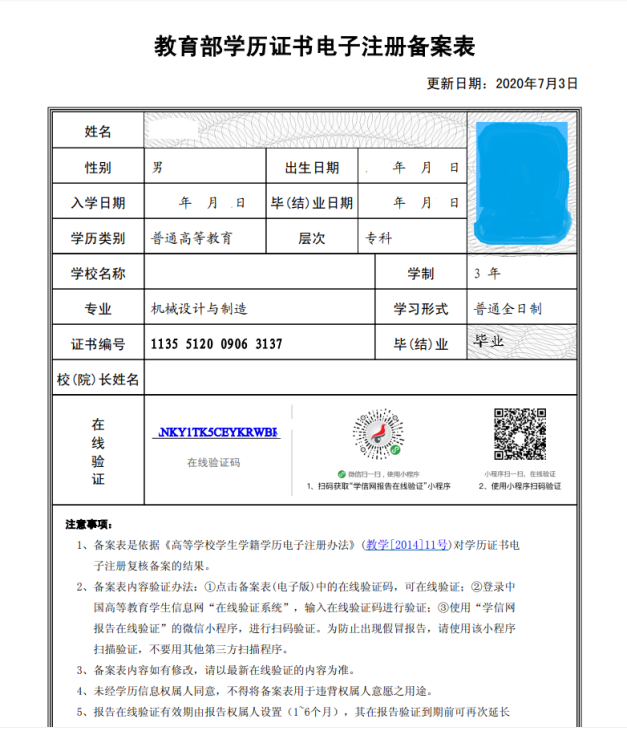 教育部学历证书电子注册备案表
更新日期：2020年7月3日
姓名
性别 男 出生日期 年 月 日
入学日期 年 月 日 毕(结)业日期 年 月 日
学历类别 普通高等教育 层次 专科
学校名称 学制 3 年
专业 机械设计与制造 学习形式 普通全日制
证书编号 1135 5120 0906 3137 毕(结)业 毕业
校(院)长姓名
在线验证
NKY1TK5CEYKRWBF
在线验证码
微信扫一扫，使用小程序
1、扫码获取“学信网报告在线验证”小程序
小程序扫一扫，在线验证
2、使用小程序扫码验证
注意事项：
1、备案表是依据《高等学校学生学籍学历电子注册办法》(教学[2014]11号)对学历证书电
子注册复核备案的结果。
2、备案表内容验证办法：①点击备案表(电子版)中的在线验证码，可在线验证；②登录中
国高等教育学生信息网“在线验证系统”，输入在线验证码进行验证；③使用“学信网
报告在线验证”的微信小程序，进行扫码验证。为防止出现假冒报告，请使用该小程序
扫描验证，不要用其他第三方扫描程序。
3、备案表内容如有修改，请以最新在线验证的内容为准。
4、未经学历信息权属人同意，不得将备案表用于违背权属人意愿之用途。
5、报告在线验证有效期由报告权属人设置（1~6个月），其在报告验证到期前可再次延长